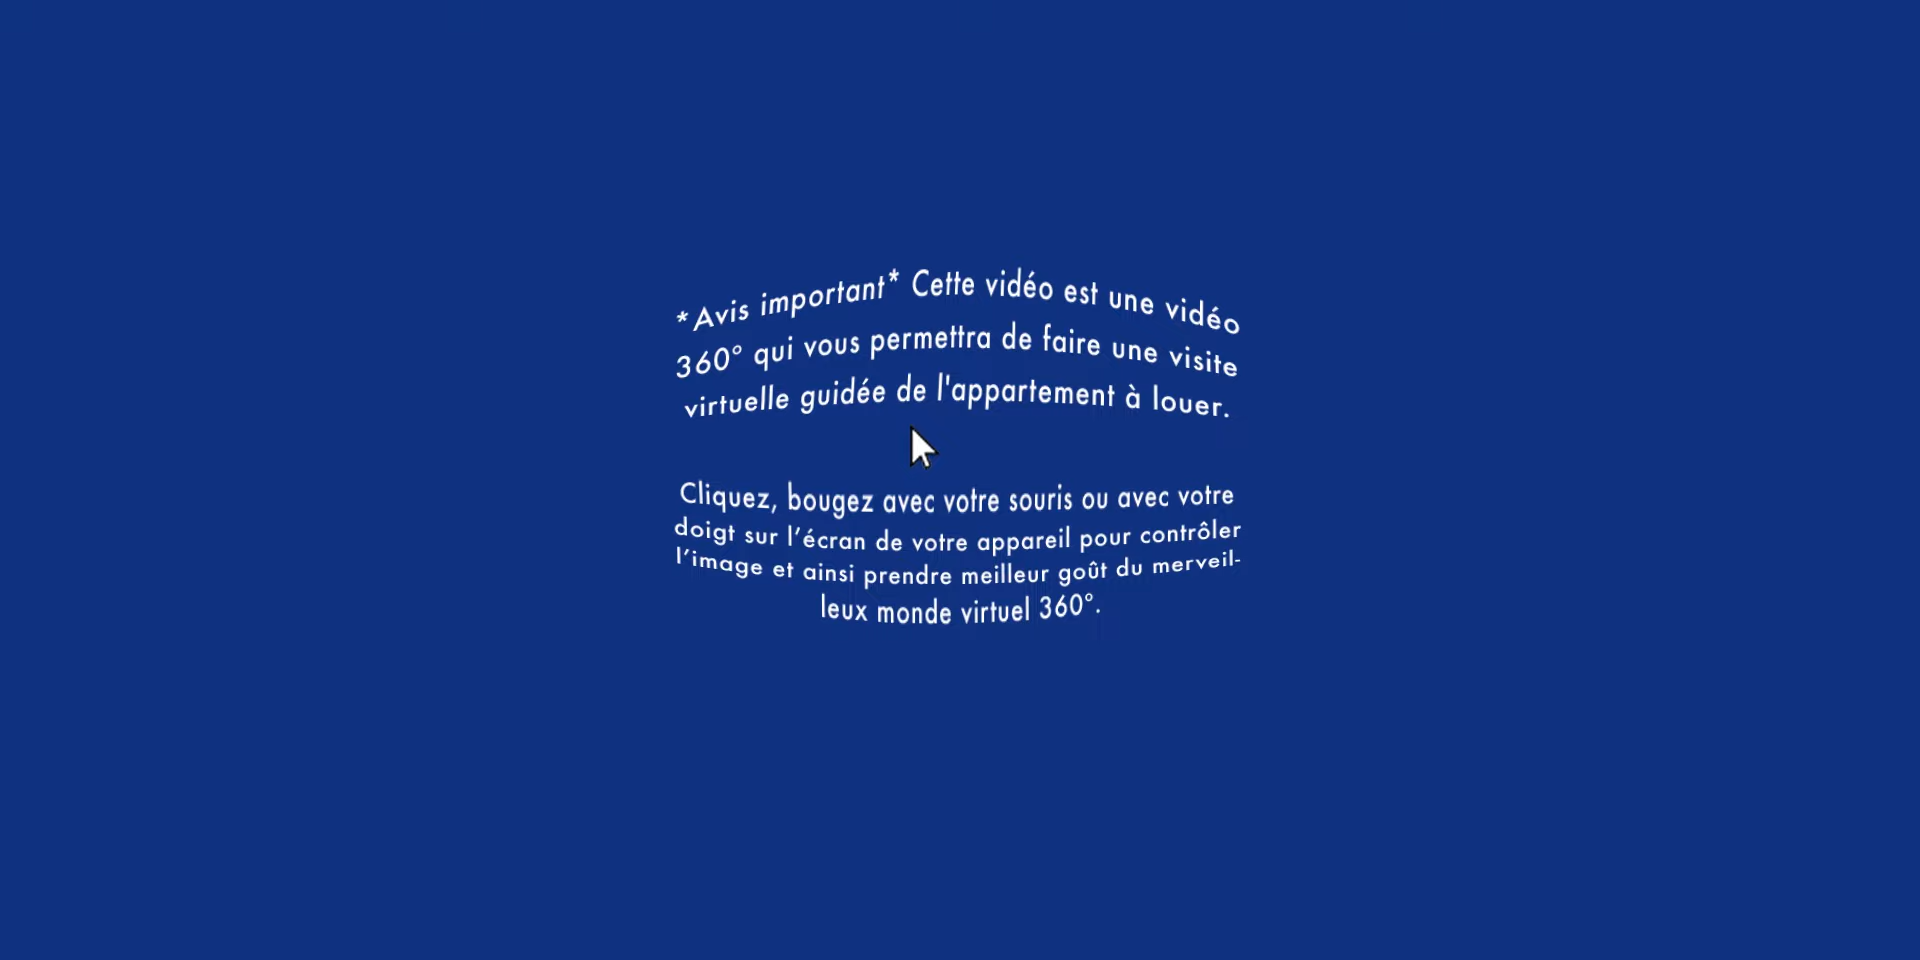 *Avis important* Cette vidéo est une vidéo
360° qui vous permettra de faire une visite
virtuelle guidée de l'appartement à louer.
Cliquez, bougez avec votre souris ou avec votre
doigt sur l’écran de votre appareil pour contrôler
l’image et ainsi prendre meilleur goût du merveil-
leux monde virtuel 360°.